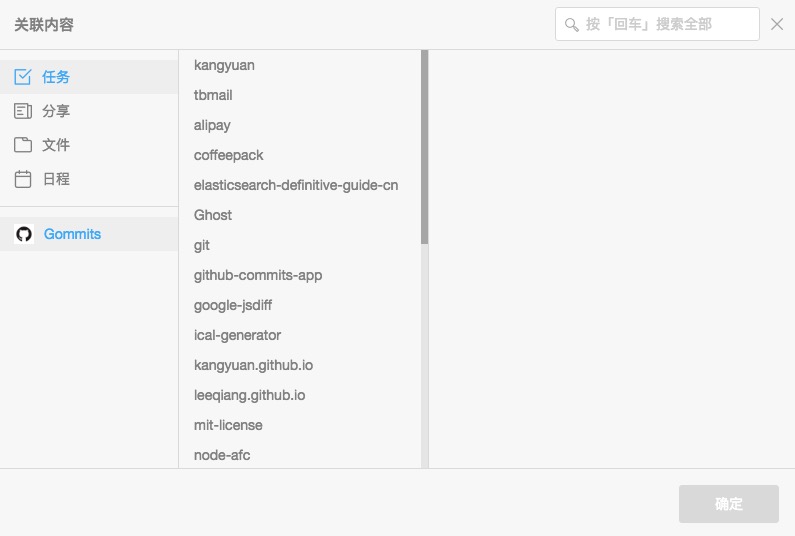 关联内容
按「回车」搜索全部
任务
分享
文件
日程
Gommits
kangyuan
tbmail
alipay
coffeepack
elasticsearch-definitive-guide-cn
Ghost
git
github-commits-app
google-jsdiff
ical-generator
kangyuan.github.io
leeqiang.github.io
mit-license
node-afc
确定